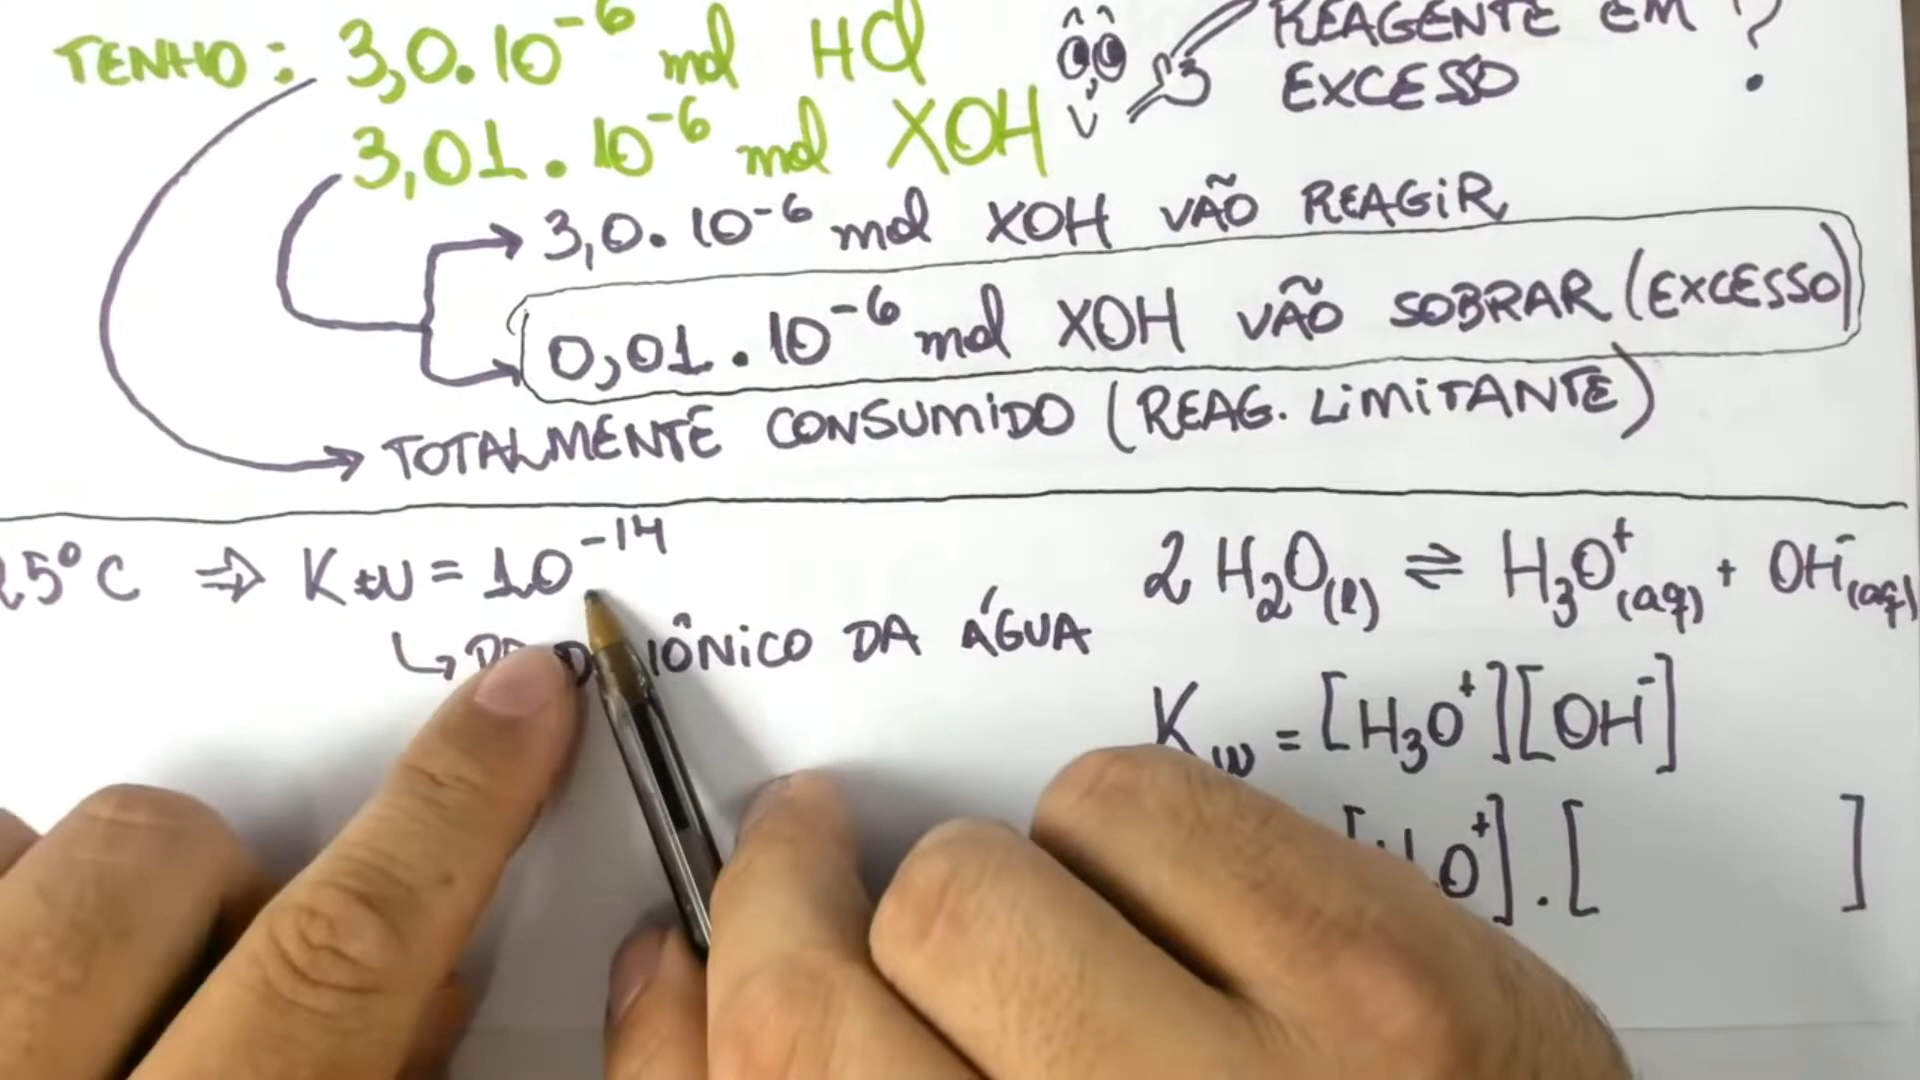 REAGENTE EM ?
EXCESSO
TENHO: 3,0.10⁻⁶ mol HCl
3,01.10⁻⁶ mol XOH
3,0.10⁻⁶ mol XOH VÃO REAGIR
0,01.10⁻⁶ mol XOH VÃO SOBRAR (EXCESSO)
TOTALMENTE CONSUMIDO (REAG. LIMITANTE)
25°C ⇒ Kw = 10⁻¹⁴
IÔNICO DA ÁGUA
2 H₂O(l) ⇌ H₃O⁺(aq) + OH⁻(aq)
Kw = [H₃O⁺][OH⁻]
O⁺] . [ ]